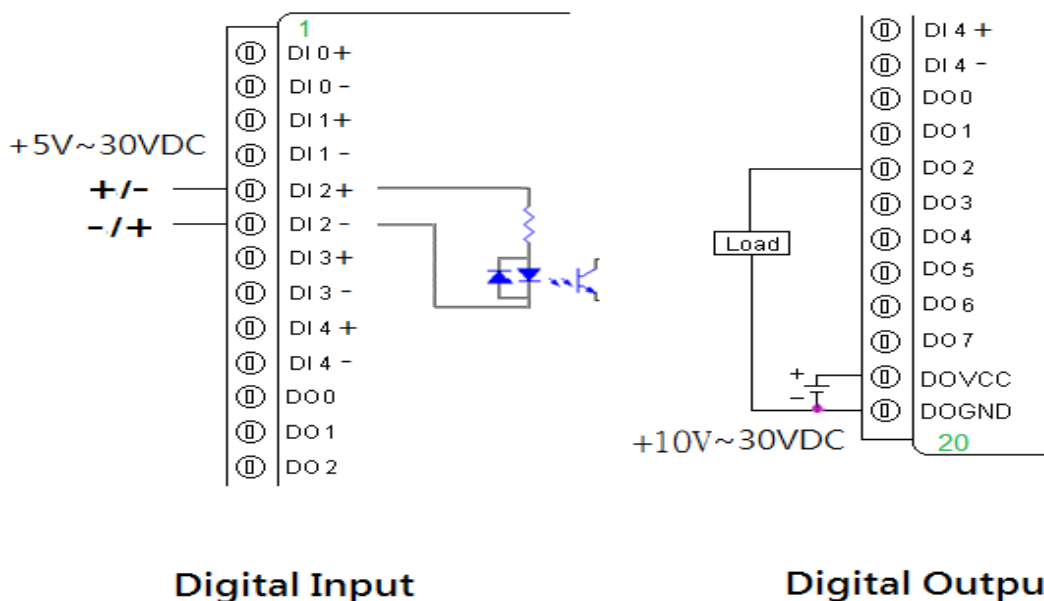 1
DI 0+
DI 0-
DI 1+
DI 1-
DI 2+
DI 2-
DI 3+
DI 3-
DI 4+
DI 4-
DO 0
DO 1
DO 2
+5V~30VDC
+/-
-/+
Digital Input
DI 4+
DI 4-
DO 0
DO 1
DO 2
DO 3
DO 4
DO 5
DO 6
DO 7
DOVCC
DOGND
20
Load
+
-
+10V~30VDC
Digital Outpu